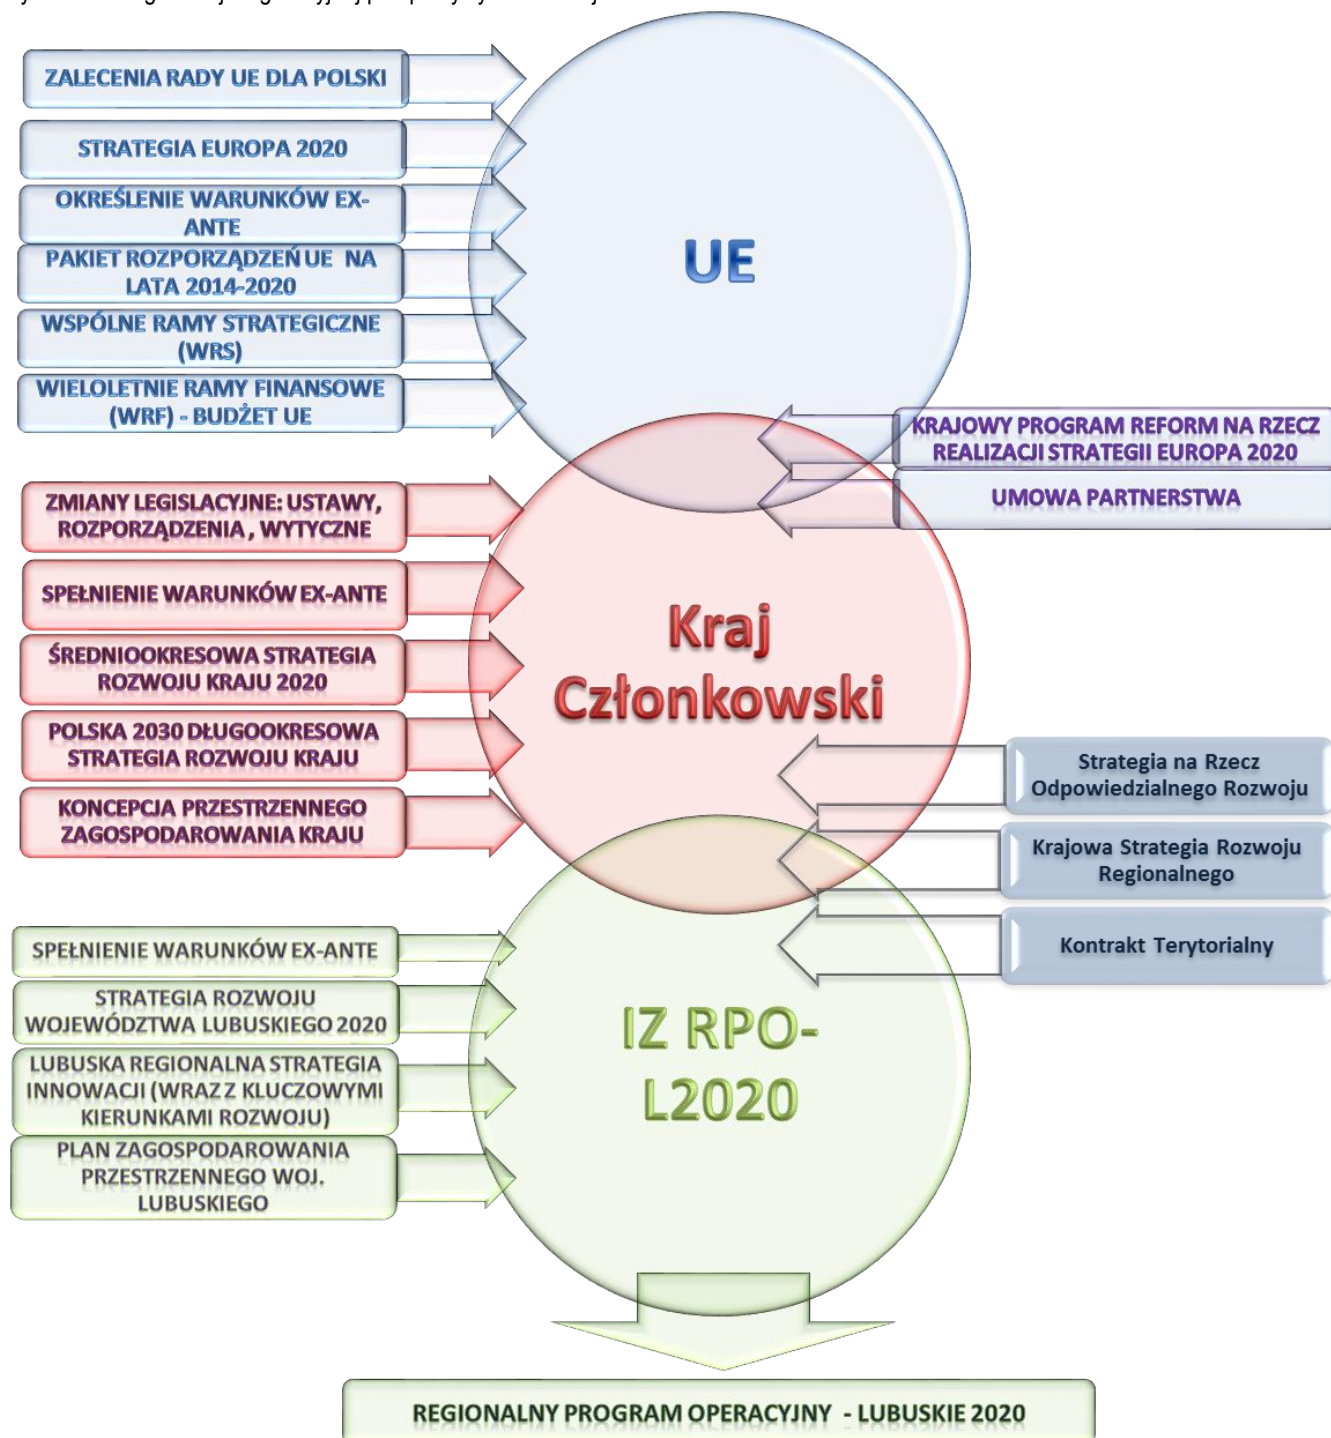 ZALECENIA RADY UE DLA POLSKI
STRATEGIA EUROPA 2020
OKREŚLENIE WARUNKÓW EX-
ANTE
PAKIET ROZPORZĄDZEŃ UE NA
LATA 2014-2020
WSPÓLNE RAMY STRATEGICZNE
(WRS)
WIELOLETNIE RAMY FINANSOWE
(WRF) - BUDŻET UE
UE
KRAJOWY PROGRAM REFORM NA RZECZ
REALIZACJI STRATEGII EUROPA 2020
UMOWA PARTNERSTWA
ZMIANY LEGISLACYJNE: USTAWY,
ROZPORZĄDZENIA , WYTYCZNE
SPEŁNIENIE WARUNKÓW EX-ANTE
ŚREDNIOOKRESOWA STRATEGIA
ROZWOJU KRAJU 2020
POLSKA 2030 DŁUGOOKRESOWA
STRATEGIA ROZWOJU KRAJU
KONCEPCJA PRZESTRZENNEGO
ZAGOSPODAROWANIA KRAJU
Kraj
Członkowski
Strategia na Rzecz
Odpowiedzialnego Rozwoju
Krajowa Strategia Rozwoju
Regionalnego
Kontrakt Terytorialny
SPEŁNIENIE WARUNKÓW EX-ANTE
STRATEGIA ROZWOJU
WOJEWÓDZTWA LUBUSKIEGO 2020
LUBUSKA REGIONALNA STRATEGIA
INNOWACJI (WRAZ Z KLUCZOWYMI
KIERUNKAMI ROZWOJU)
PLAN ZAGOSPODAROWANIA
PRZESTRZENNEGO WOJ.
LUBUSKIEGO
IZ RPO-
L2020
REGIONALNY PROGRAM OPERACYJNY - LUBUSKIE 2020